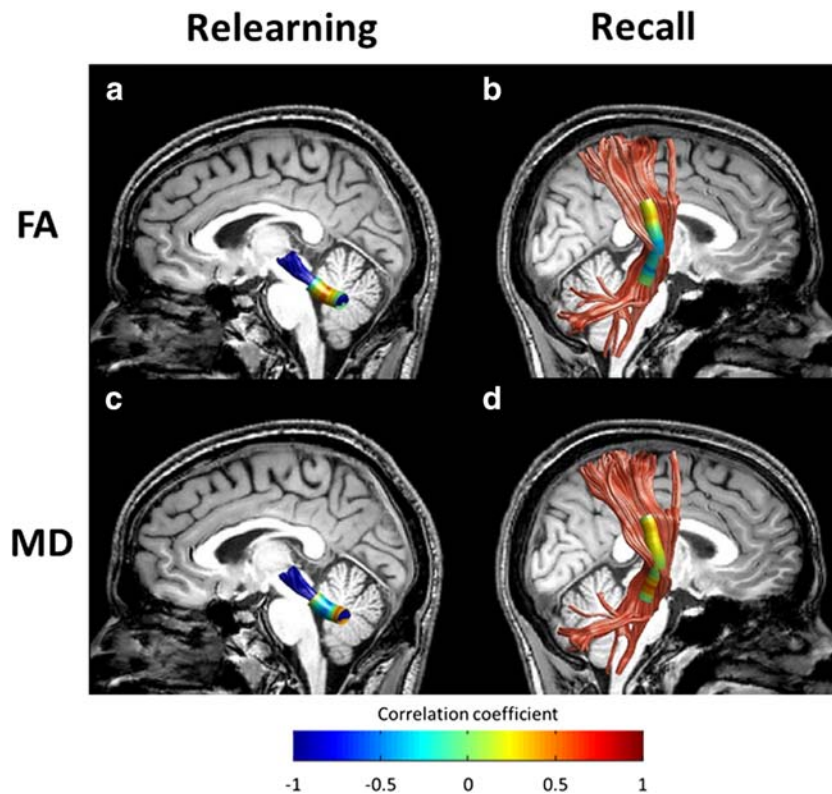 Relearning Recall
a b
FA
c d
MD
Correlation coefficient
-1 -0.5 0 0.5 1